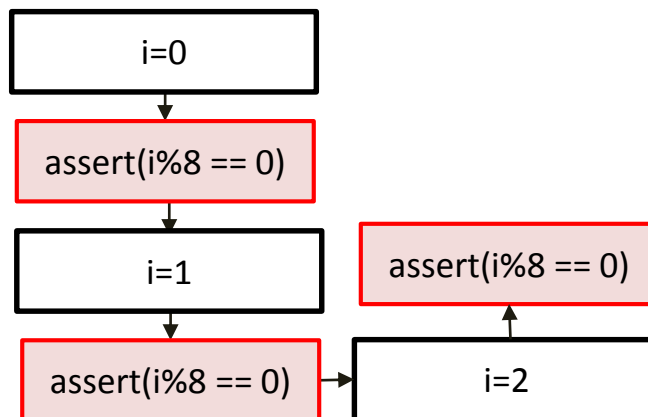 i=0
assert(i%8 == 0)
i=1
assert(i%8 == 0)
i=2
assert(i%8 == 0)